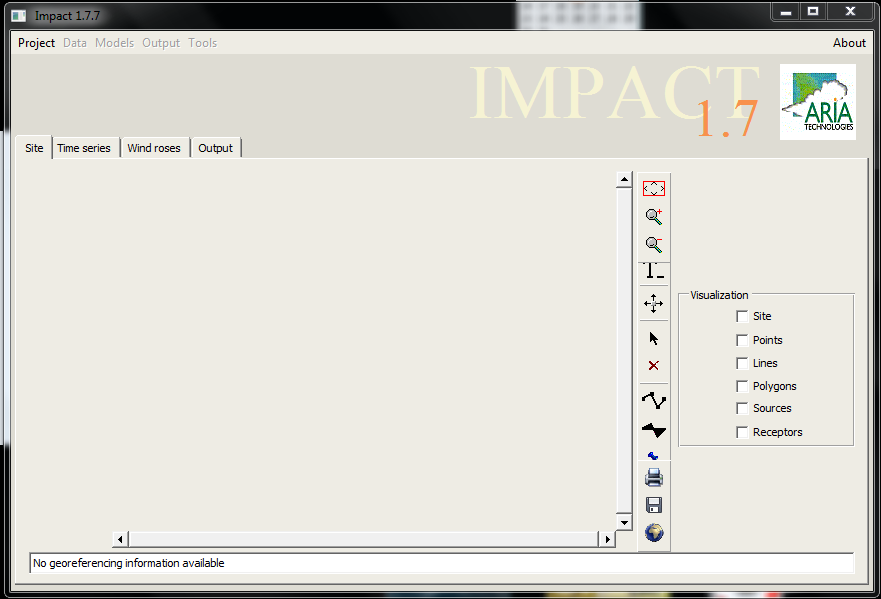 Impact 1.7.7
Project Data Models Output Tools About
IMPACT
1.7
ARIA
TECHNOLOGIES
Site Time series Wind roses Output
T_
Visualization
Site
Points
Lines
Polygons
Sources
Receptors
No georeferencing information available